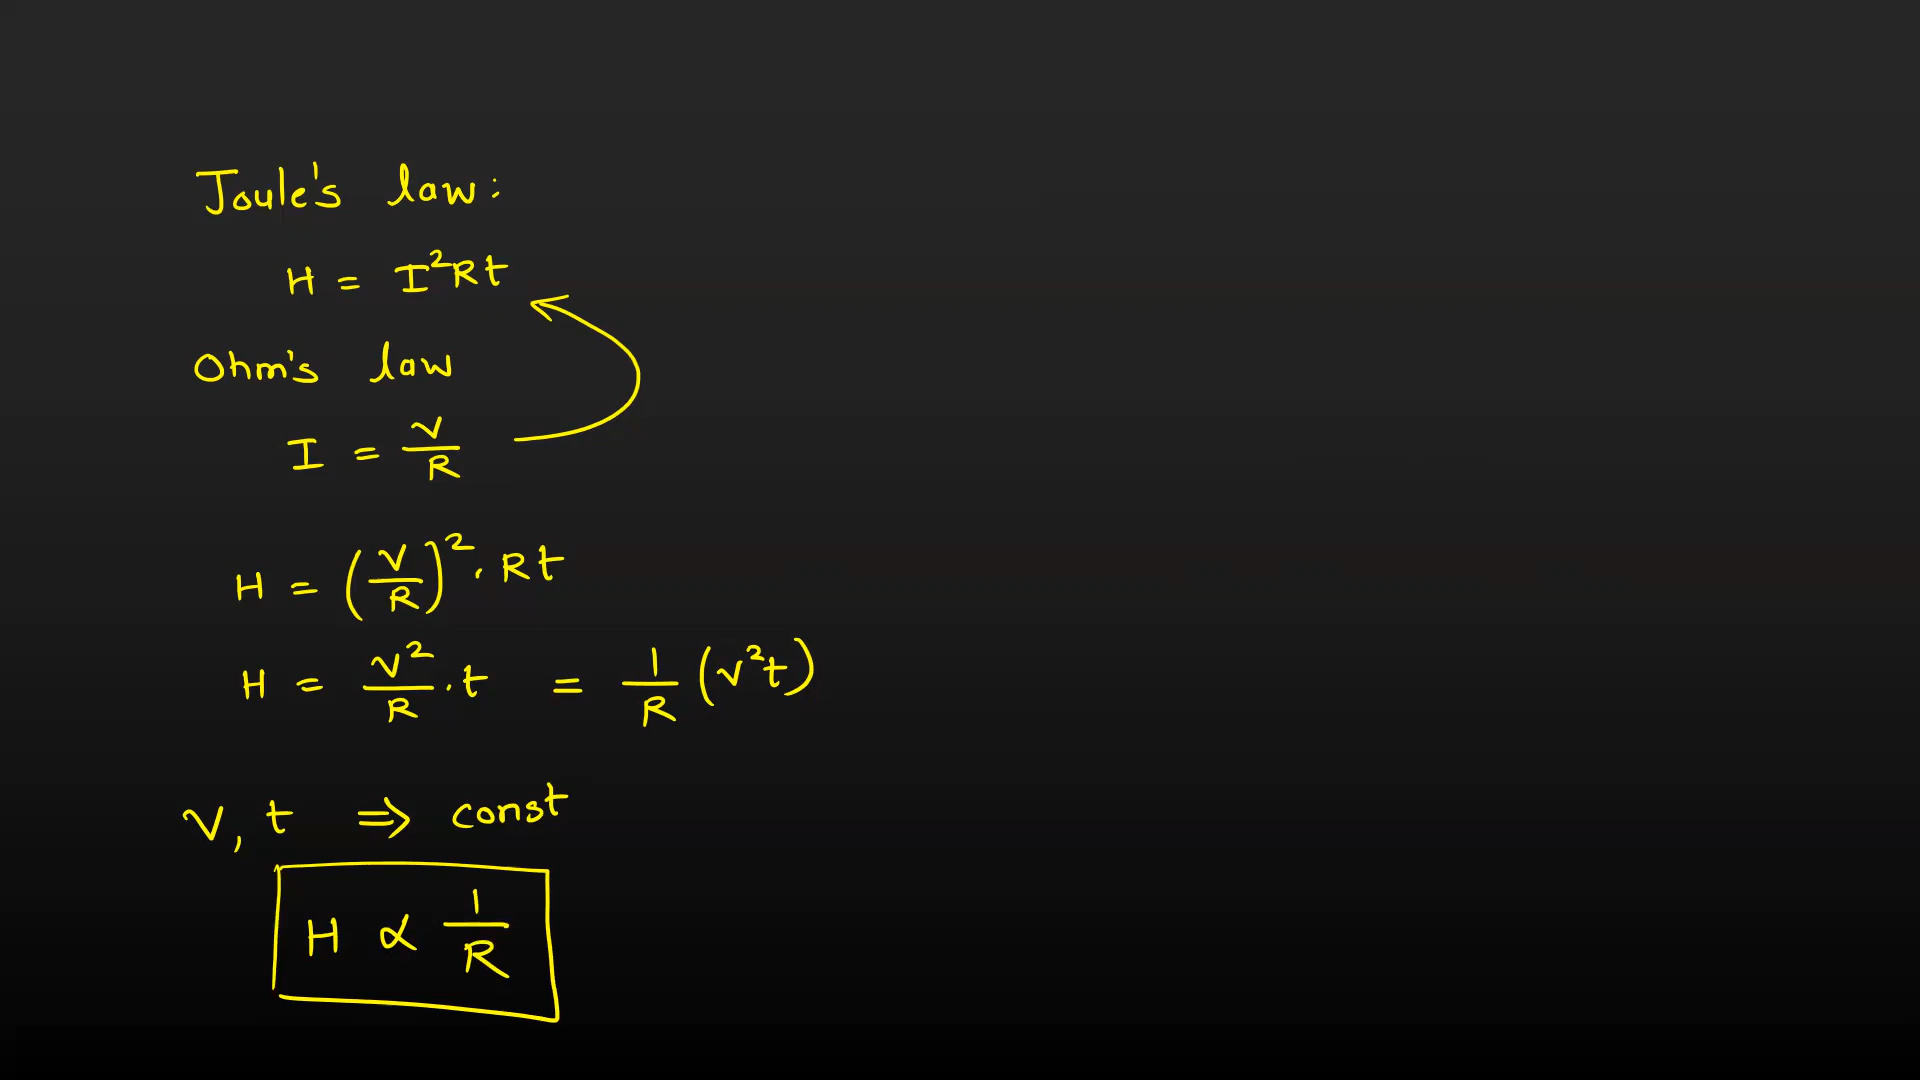 Joule's law:
H = I²Rt
Ohm's law
I = V/R
H = (V/R)² · Rt
H = V²/R · t = 1/R (V²t)
V, t ⇒ const
H ∝ 1/R